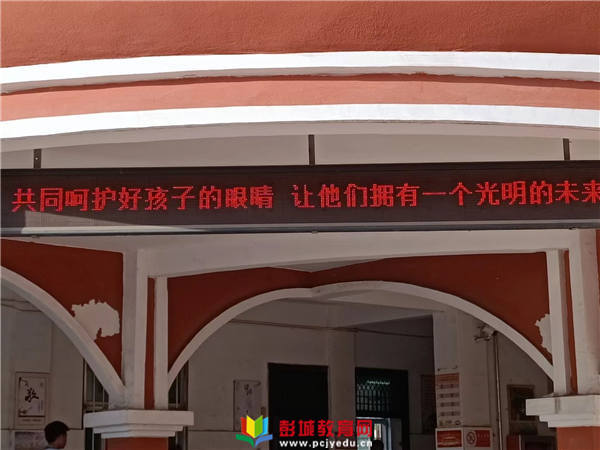 共同呵护好孩子的眼睛 让他们拥有一个光明的未来
敬
彭城教育网
www.pcjyedu.cn